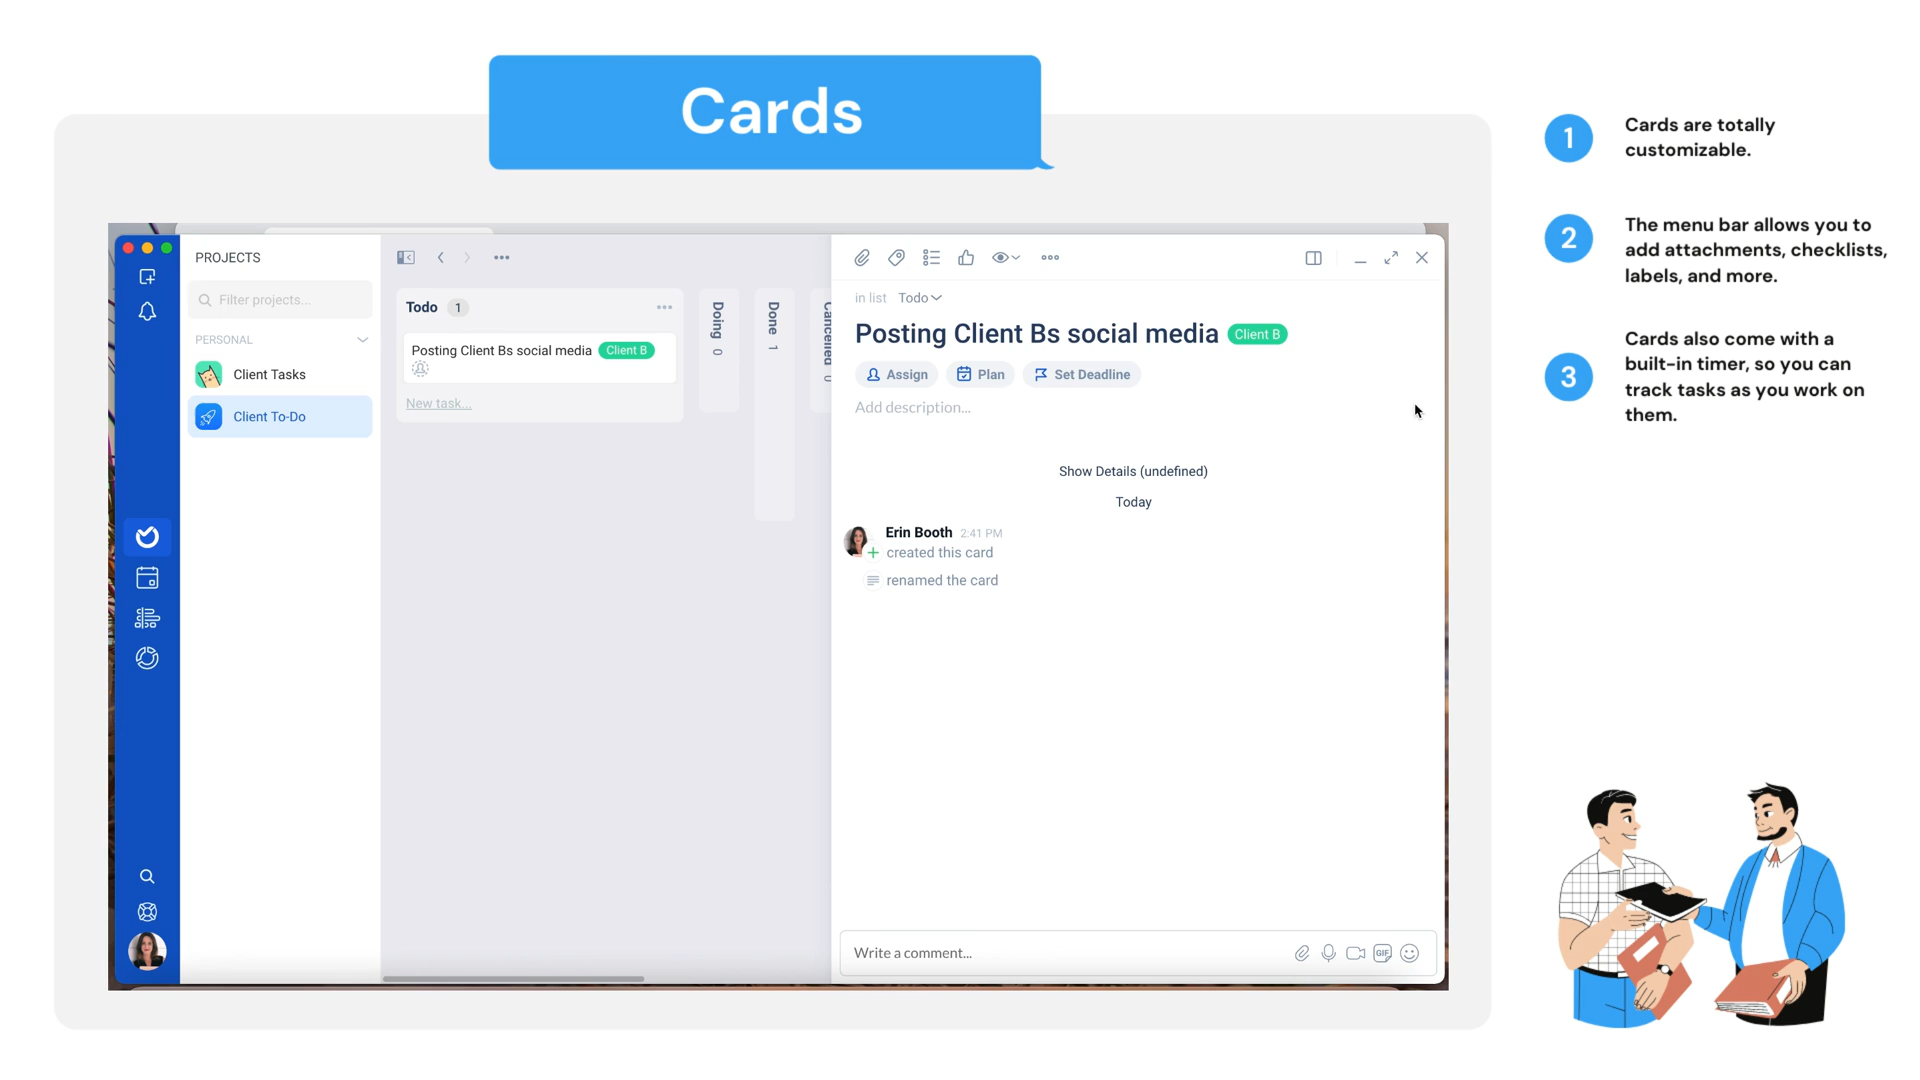 Cards
1
Cards are totally
customizable.
2
The menu bar allows you to
add attachments, checklists,
labels, and more.
3
Cards also come with a
built-in timer, so you can
track tasks as you work on
them.
PROJECTS
Filter projects...
PERSONAL
Client Tasks
Client To-Do
Todo 1
Posting Client Bs social media Client B
New task...
Doing 0
Done 1
Cancelled 0
in list Todo
Posting Client Bs social media Client B
Assign Plan Set Deadline
Add description...
Show Details (undefined)
Today
Erin Booth 2:41 PM
created this card
renamed the card
Write a comment...
GIF